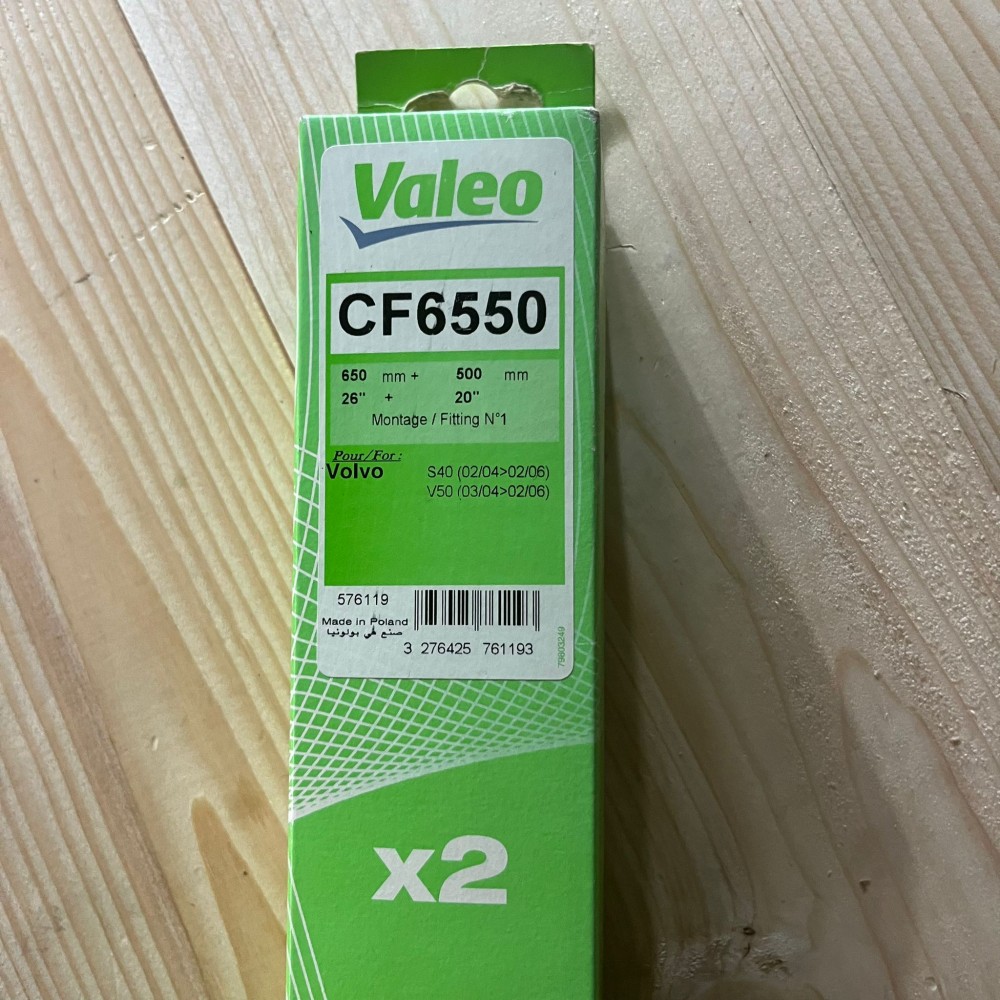 Valeo
CF6550
650 mm + 500 mm
26" + 20"
Montage / Fitting N°1
Pour/For :
Volvo S40 (02/04>02/06)
V50 (03/04>02/06)
576119
Made in Poland
صنع في بولونيا
3 276425 761193
79803249
x2